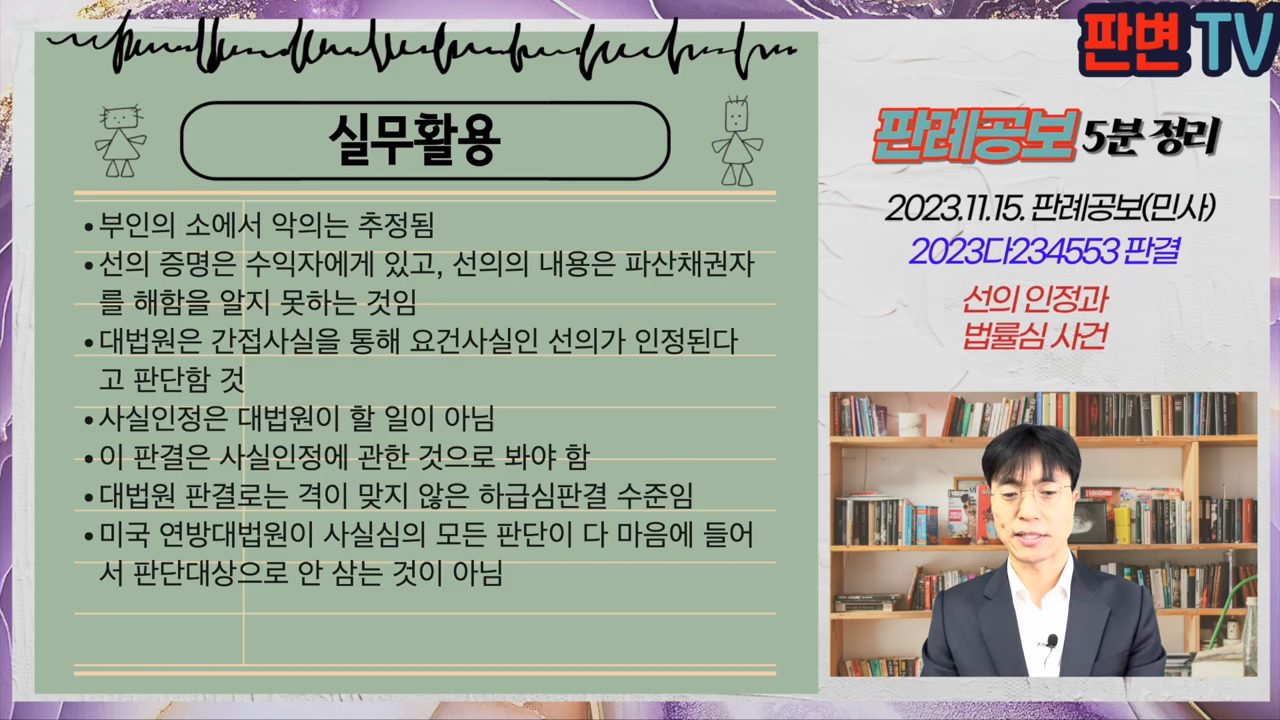 판변 TV
실무활용
• 부인의 소에서 악의는 추정됨
• 선의 증명은 수익자에게 있고, 선의의 내용은 파산채권자
를 해함을 알지 못하는 것임
• 대법원은 간접사실을 통해 요건사실인 선의가 인정된다
고 판단함 것
• 사실인정은 대법원이 할 일이 아님
• 이 판결은 사실인정에 관한 것으로 봐야 함
• 대법원 판결로는 격이 맞지 않은 하급심판결 수준임
• 미국 연방대법원이 사실심의 모든 판단이 다 마음에 들어
서 판단대상으로 안 삼는 것이 아님
판례공보 5분 정리
2023.11.15. 판례공보(민사)
2023다234553 판결
선의 인정과
법률심 사건